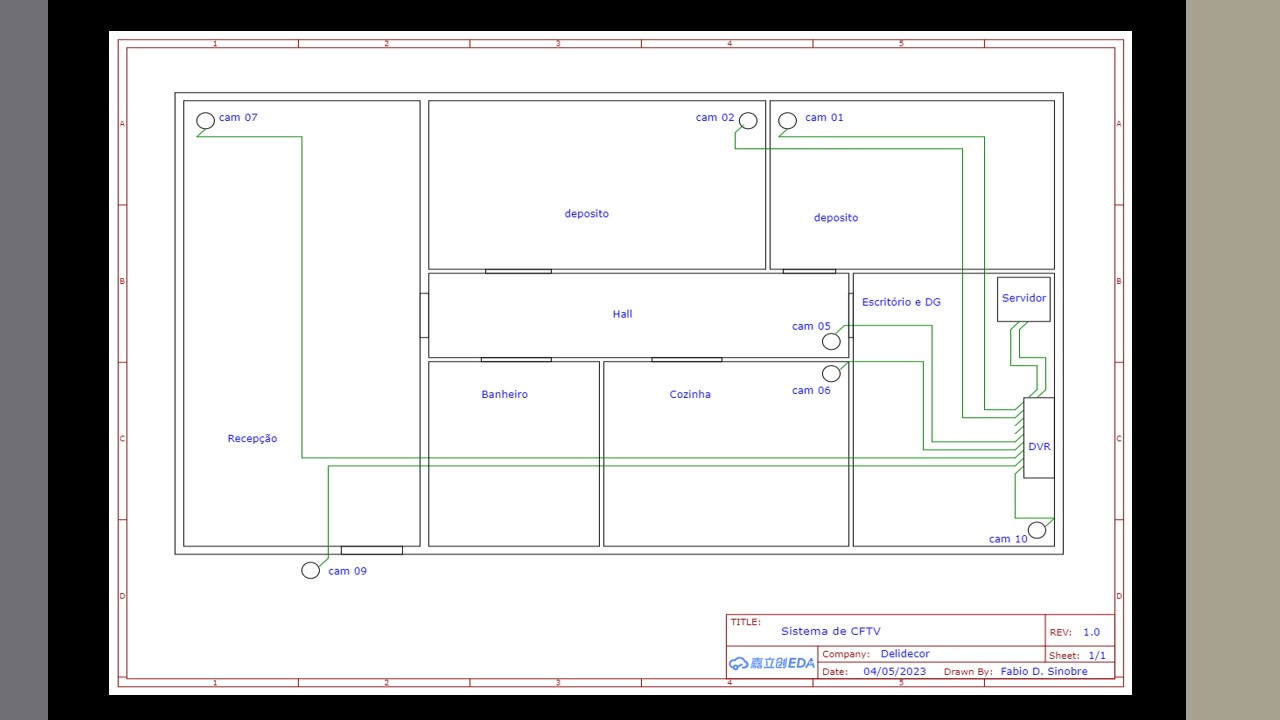 1 2 3 4 5
A A
cam 07 cam 02 cam 01
deposito deposito
B B
Servidor
Escritório e DG
Hall
cam 05
cam 06
Banheiro Cozinha
Recepção
C C
DVR
cam 10
cam 09
D D
TITLE:
Sistema de CFTV
REV: 1.0
Company: Delidecor
Sheet: 1/1
嘉立创EDA
Date: 04/05/2023 Drawn By: Fabio D. Sinobre
1 2 3 4 5